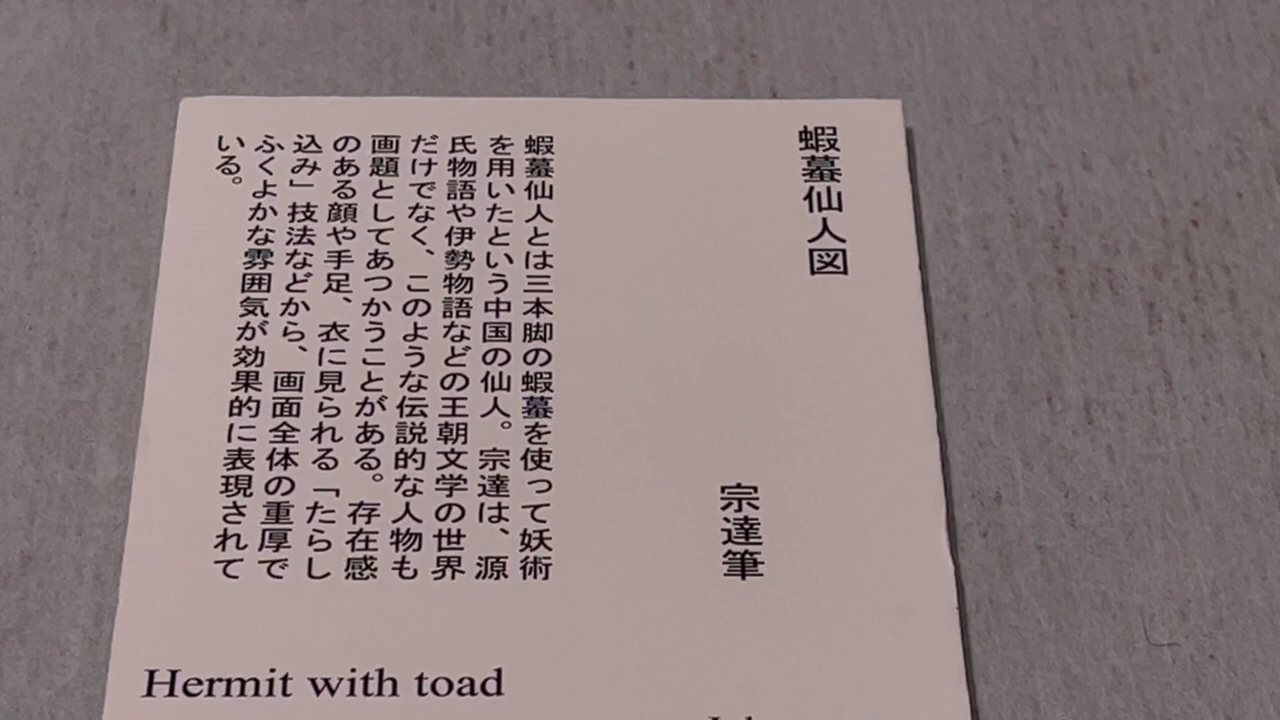 蝦蟇仙人図
宗達筆
蝦蟇仙人とは三本脚の蝦蟇を使って妖術
を用いたという中国の仙人。宗達は、源
氏物語や伊勢物語などの王朝文学の世界
だけでなく、このような伝説的な人物も
画題としてあつかうことがある。存在感
のある顔や手足、衣に見られる「たらし
込み」技法などから、画面全体の重厚で
ふくよかな雰囲気が効果的に表現されて
いる。
Hermit with toad